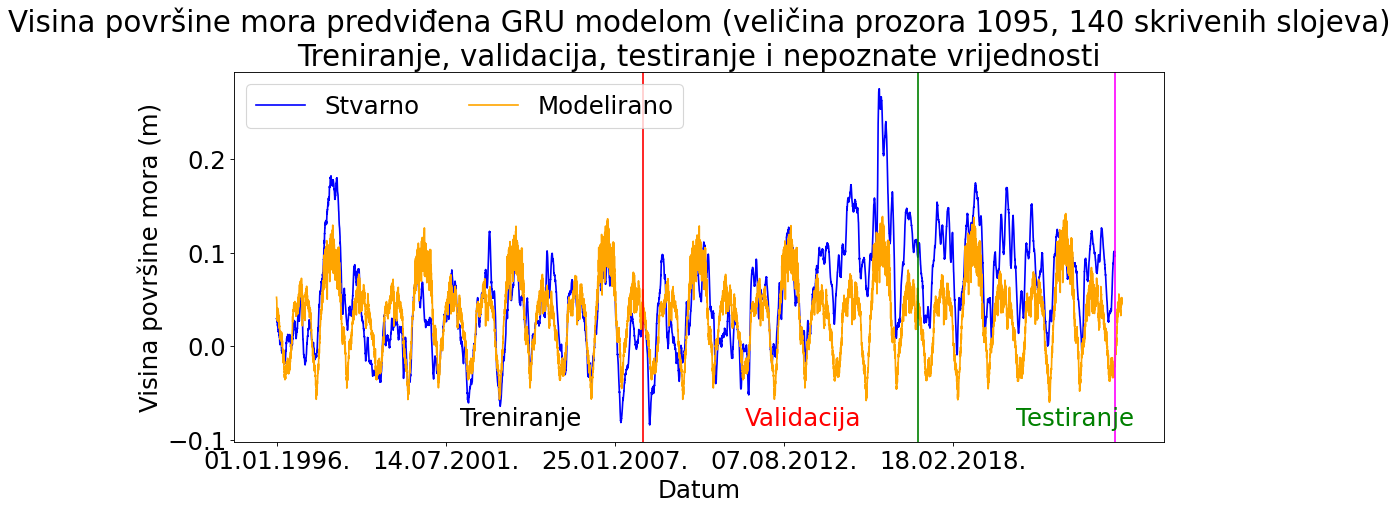 Visina površine mora predviđena GRU modelom (veličina prozora 1095, 140 skrivenih slojeva)
Treniranje, validacija, testiranje i nepoznate vrijednosti
Stvarno
Modelirano
Visina površine mora (m)
0.2
0.1
0.0
−0.1
Treniranje
Validacija
Testiranje
01.01.1996.
14.07.2001.
25.01.2007.
07.08.2012.
18.02.2018.
Datum